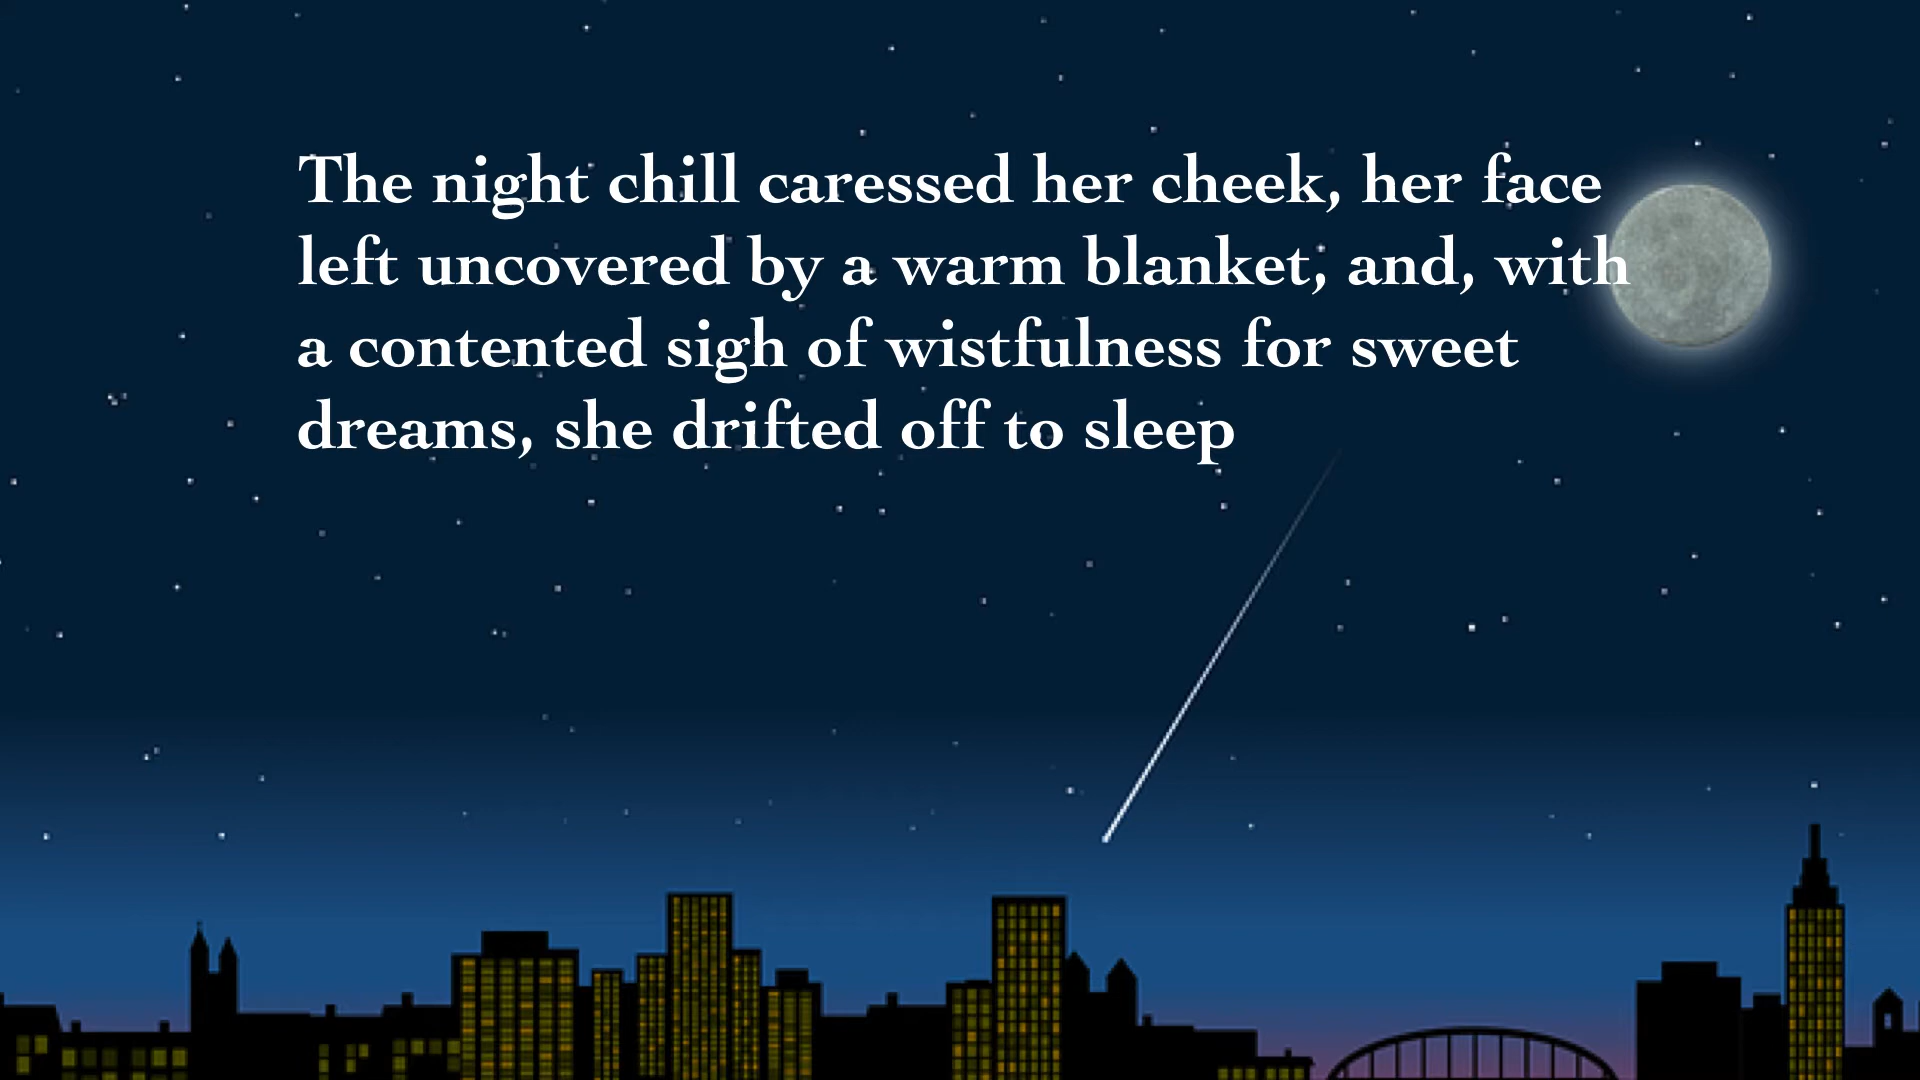 The night chill caressed her cheek, her face
left uncovered by a warm blanket, and, with
a contented sigh of wistfulness for sweet
dreams, she drifted off to sleep